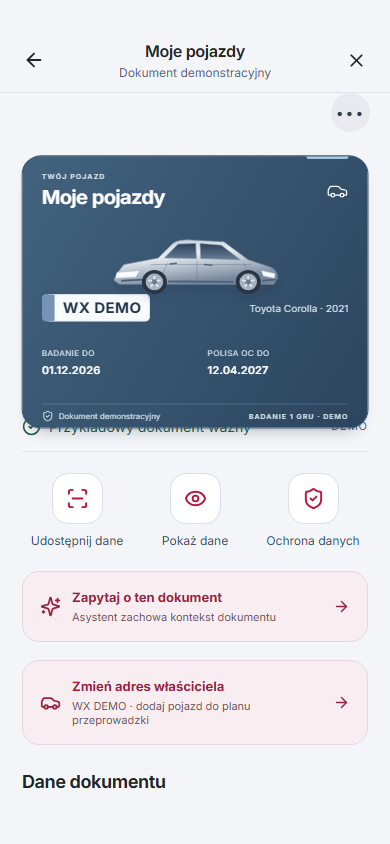 Moje pojazdy
Dokument demonstracyjny
TWÓJ POJAZD
Moje pojazdy
WX DEMO
Toyota Corolla · 2021
BADANIE DO
POLISA OC DO
01.12.2026
12.04.2027
Dokument demonstracyjny
BADANIE 1 GRU · DEMO
Przykładowy dokument ważny
DEMO
Udostępnij dane
Pokaż dane
Ochrona danych
Zapytaj o ten dokument
Asystent zachowa kontekst dokumentu
Zmień adres właściciela
WX DEMO · dodaj pojazd do planu
przeprowadzki
Dane dokumentu